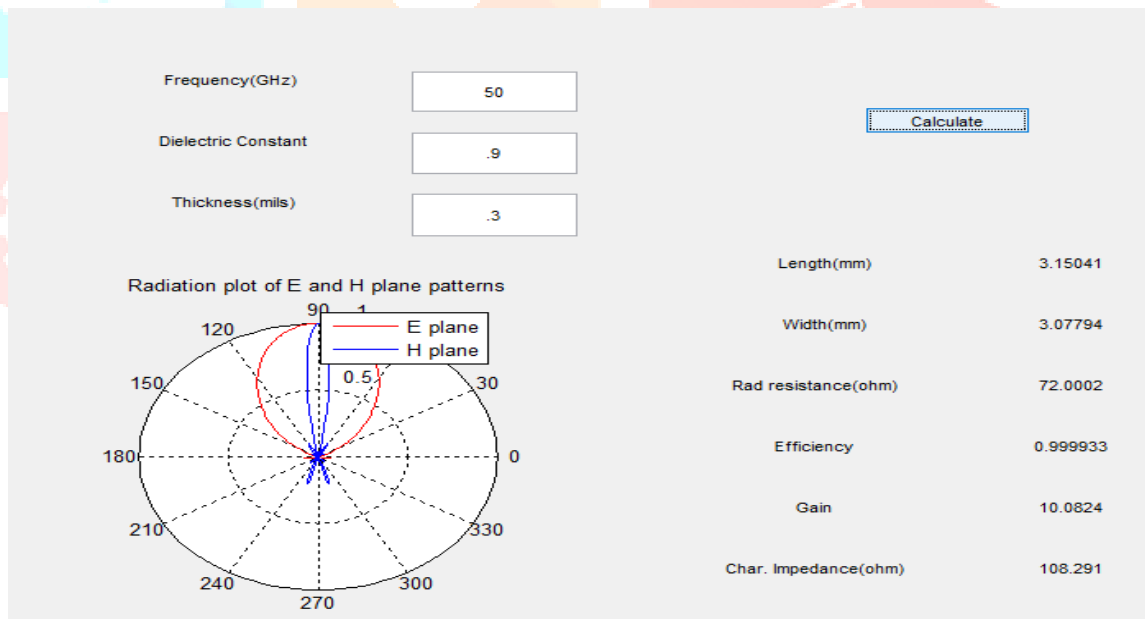 Frequency(GHz)
50
Calculate
Dielectric Constant
.9
Thickness(mils)
.3
Radiation plot of E and H plane patterns
90
1
E plane
H plane
120
0.5
150
30
180
0
210
330
240
300
270
Length(mm)
3.15041
Width(mm)
3.07794
Rad resistance(ohm)
72.0002
Efficiency
0.999933
Gain
10.0824
Char. Impedance(ohm)
108.291